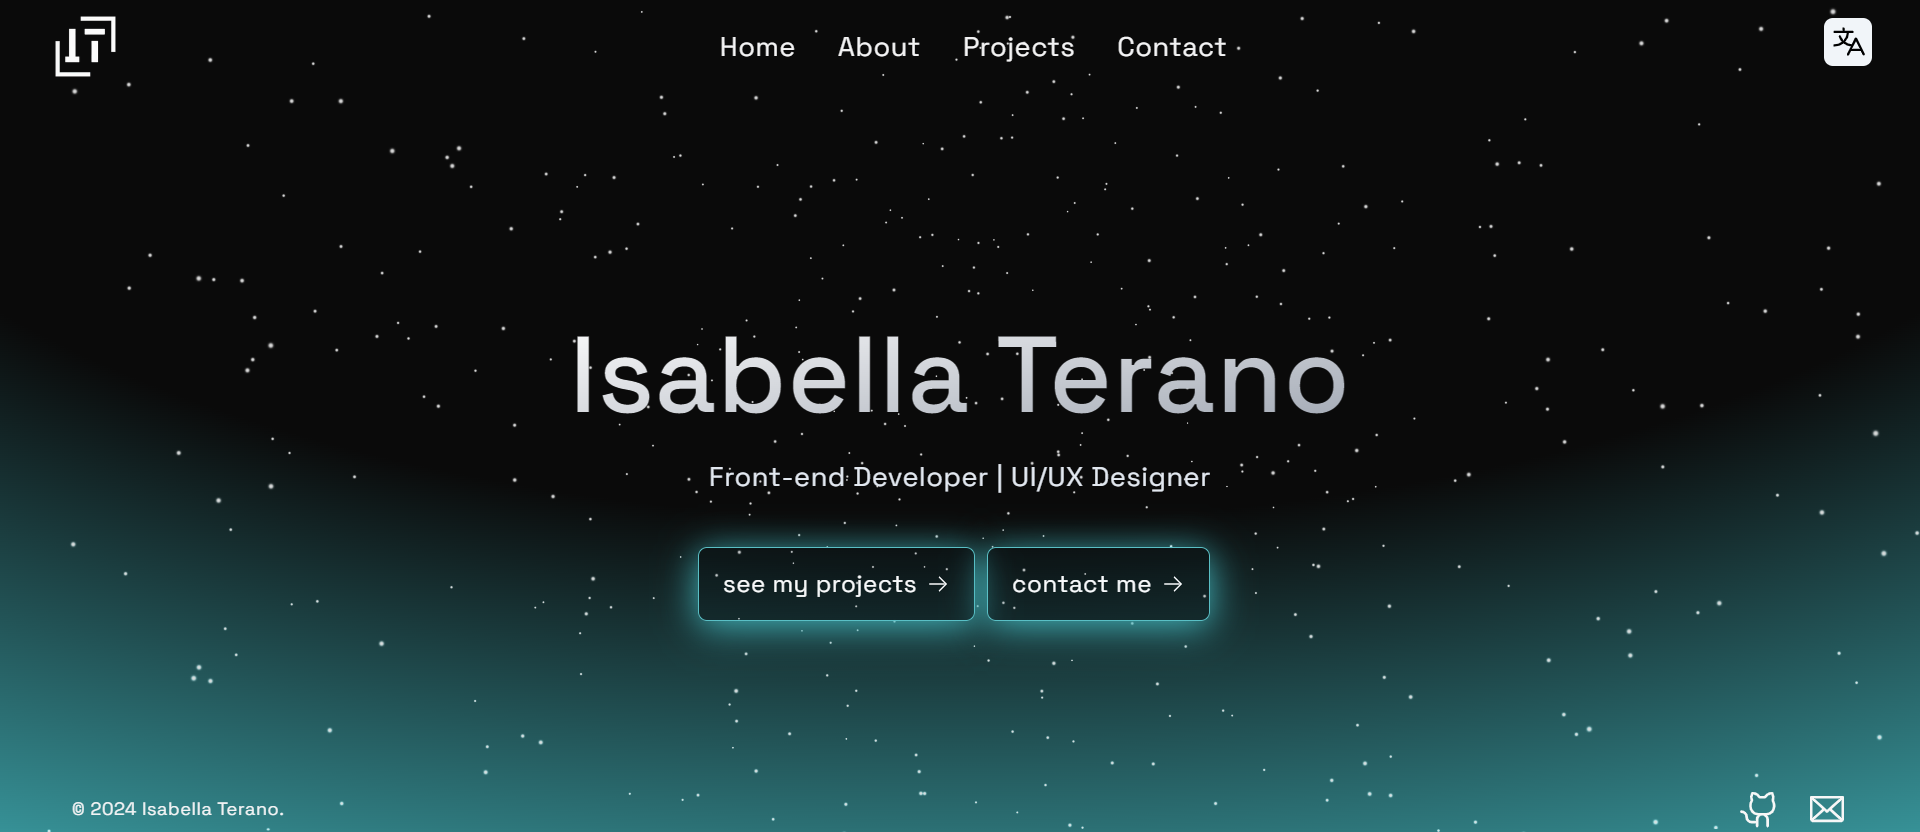 Home About Projects Contact
Isabella Terano
Front-end Developer | UI/UX Designer
see my projects → contact me →
© 2024 Isabella Terano.